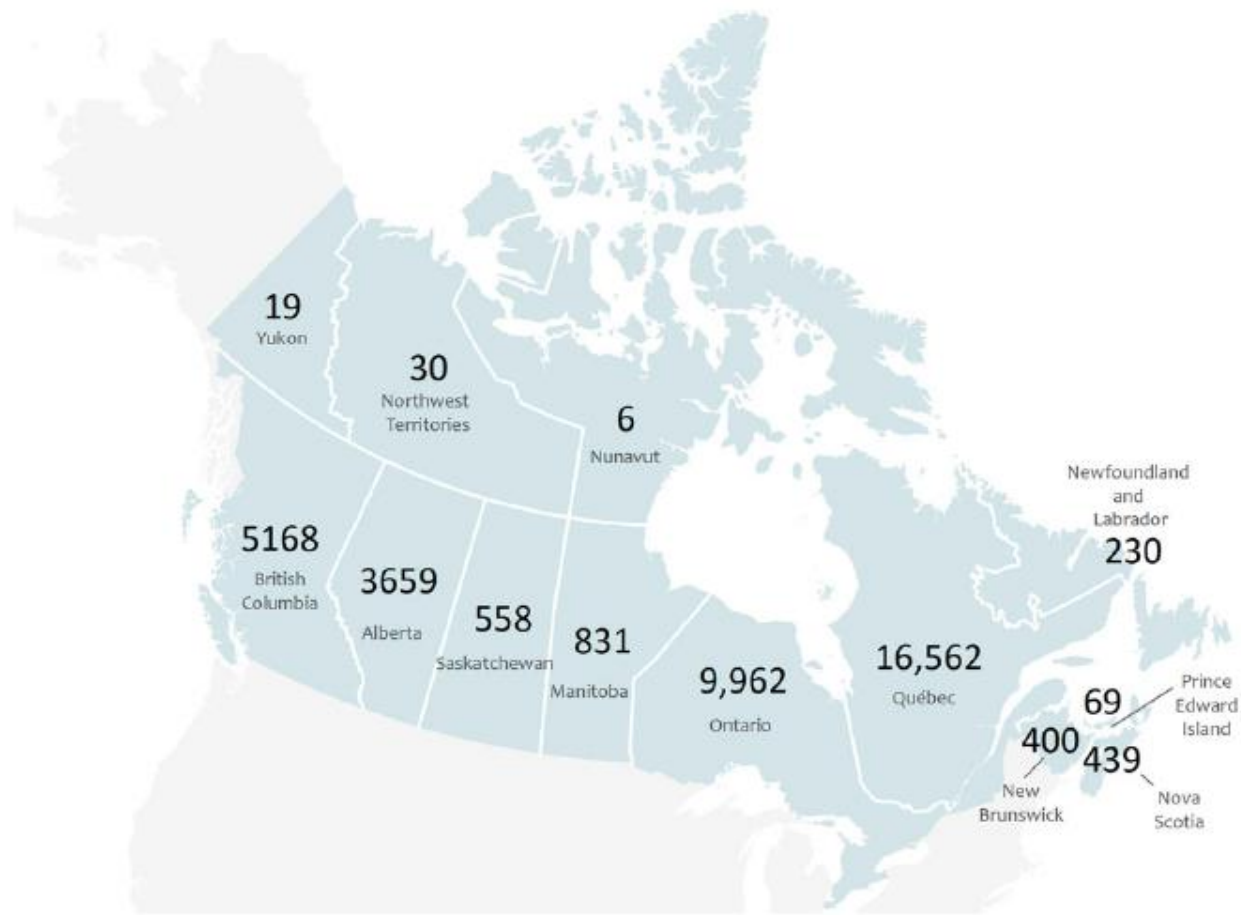 19
Yukon
30
Northwest
Territories
6
Nunavut
Newfoundland
and
Labrador
230
5168
British
Columbia
3659
Alberta
558
Saskatchewan
831
Manitoba
9,962
Ontario
16,562
Québec
69
Prince
Edward
Island
400
New
Brunswick
439
Nova
Scotia